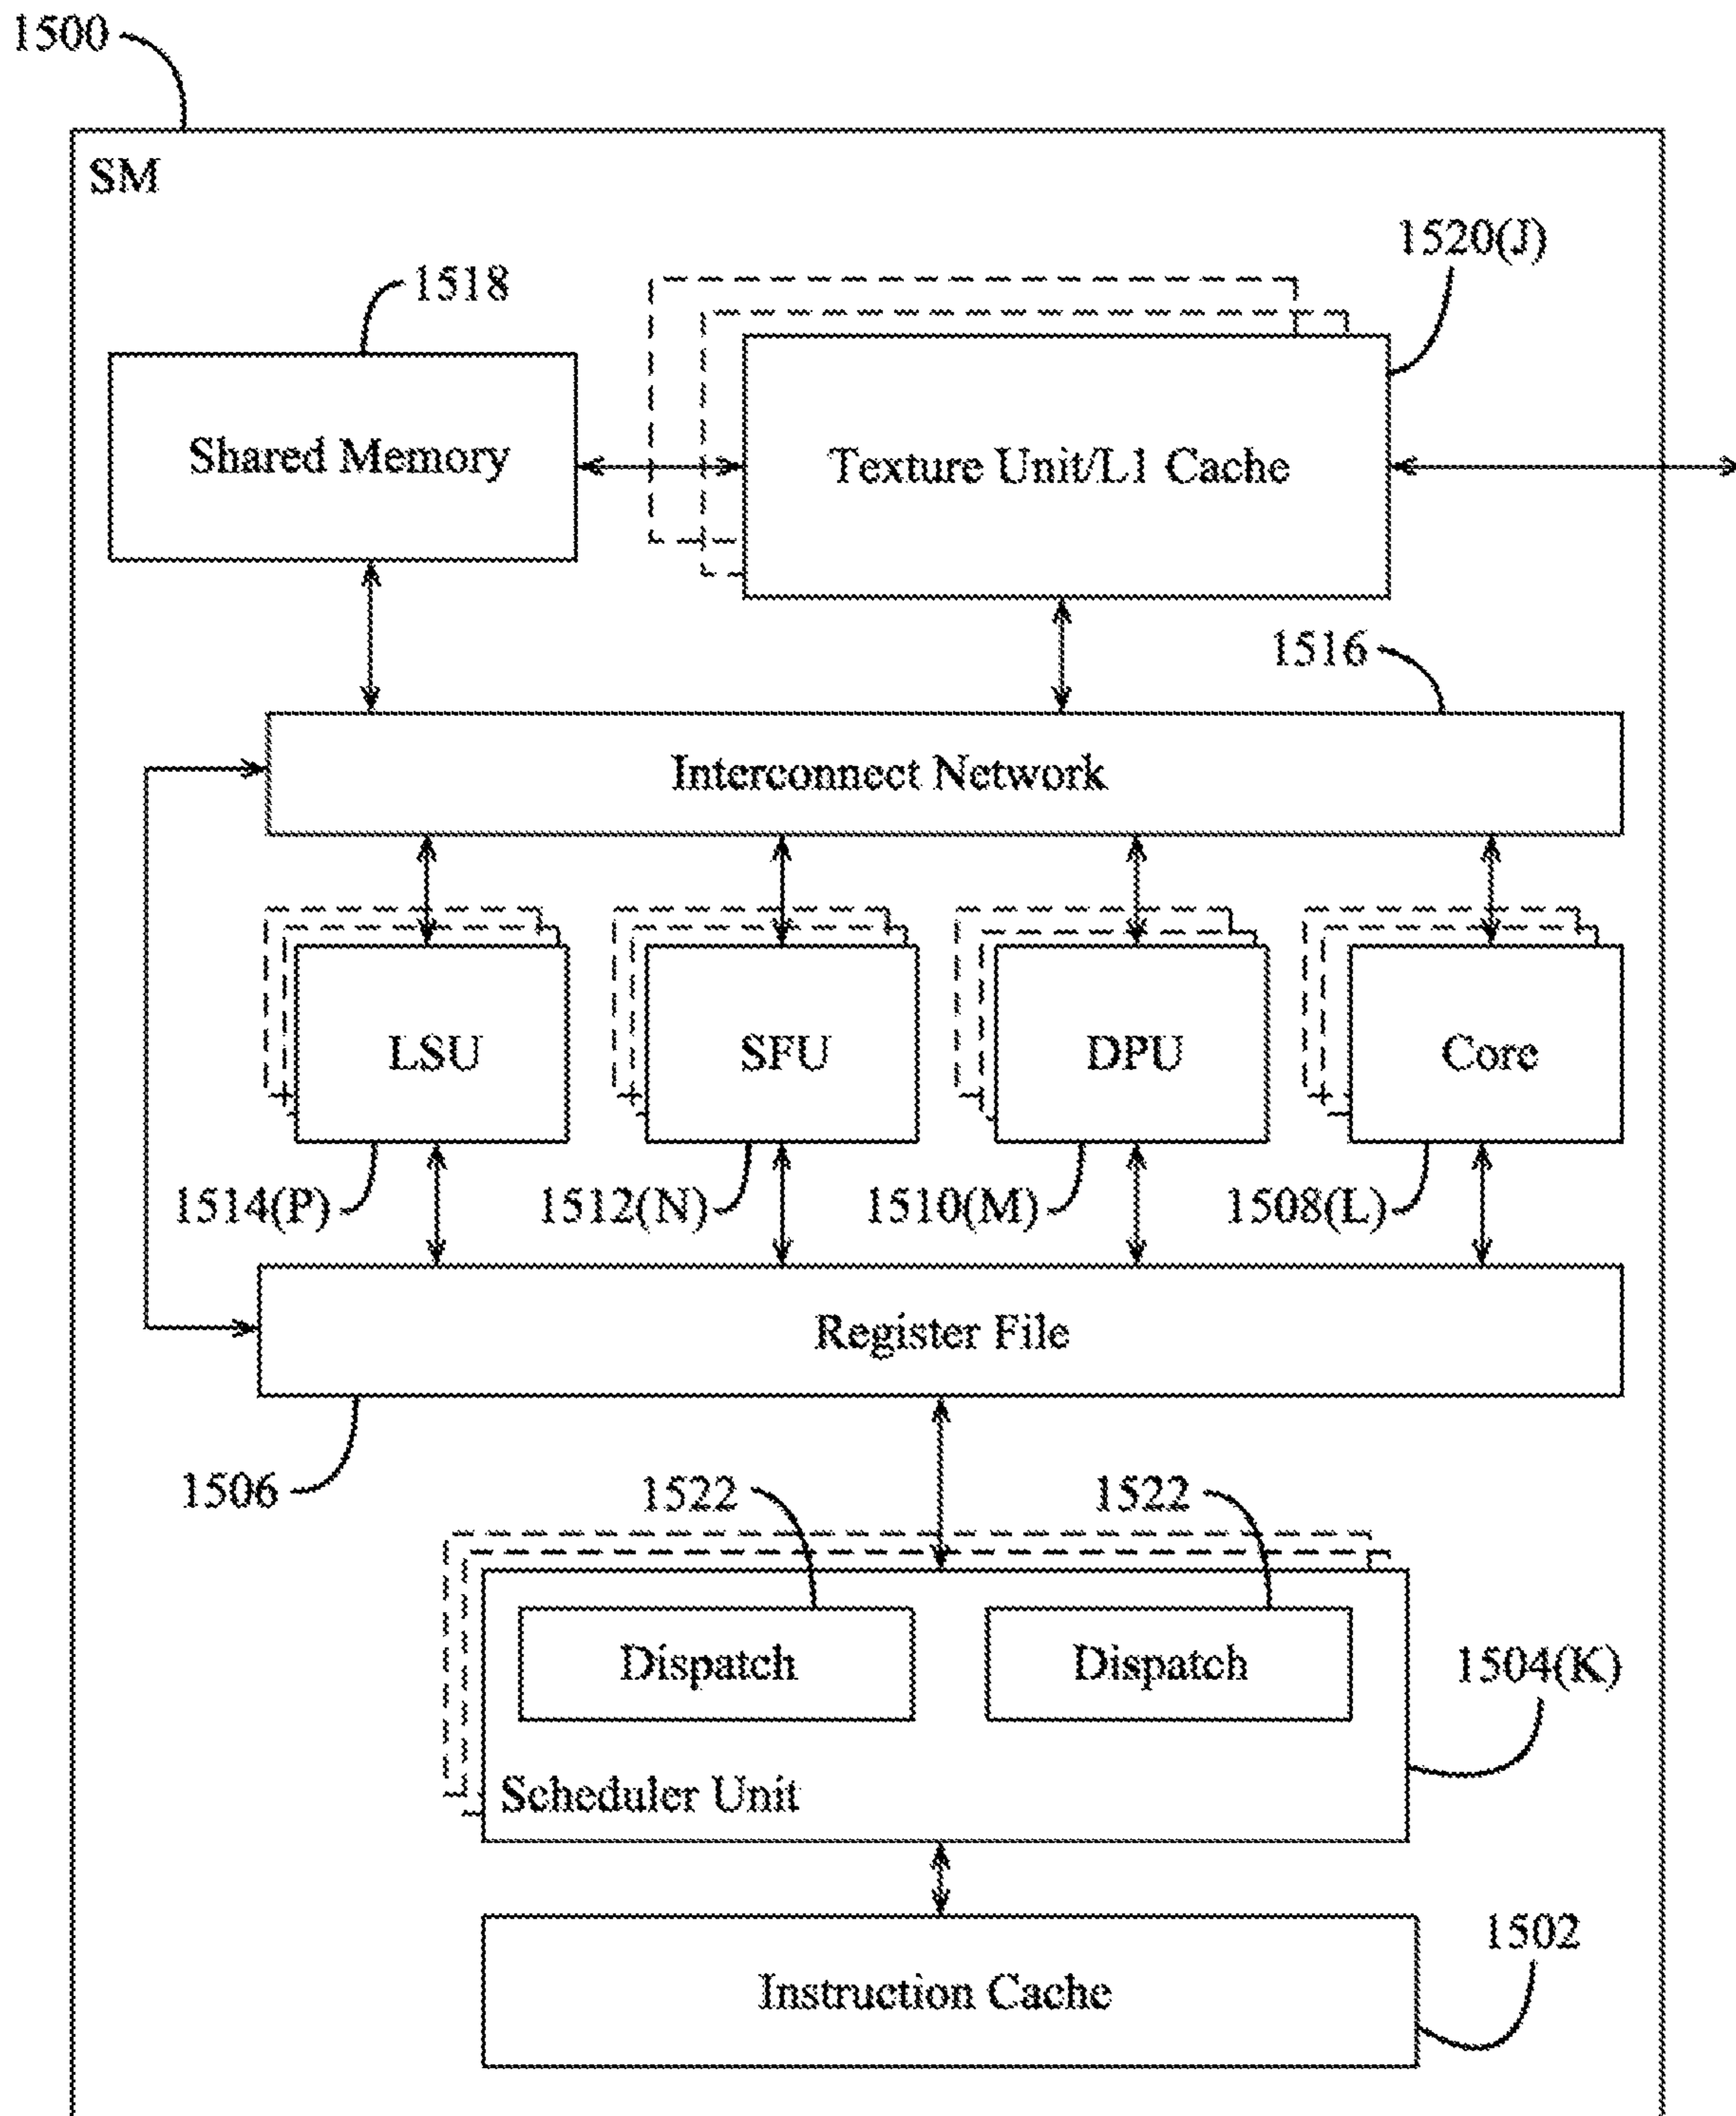 1500
SM
1520(J)
1518
Shared Memory
Texture Unit/L1 Cache
1516
Interconnect Network
LSU
SFU
DPU
Core
1514(P)
1512(N)
1510(M)
1508(L)
Register File
1506
1522
1522
Dispatch
Dispatch
1504(K)
Scheduler Unit
1502
Instruction Cache